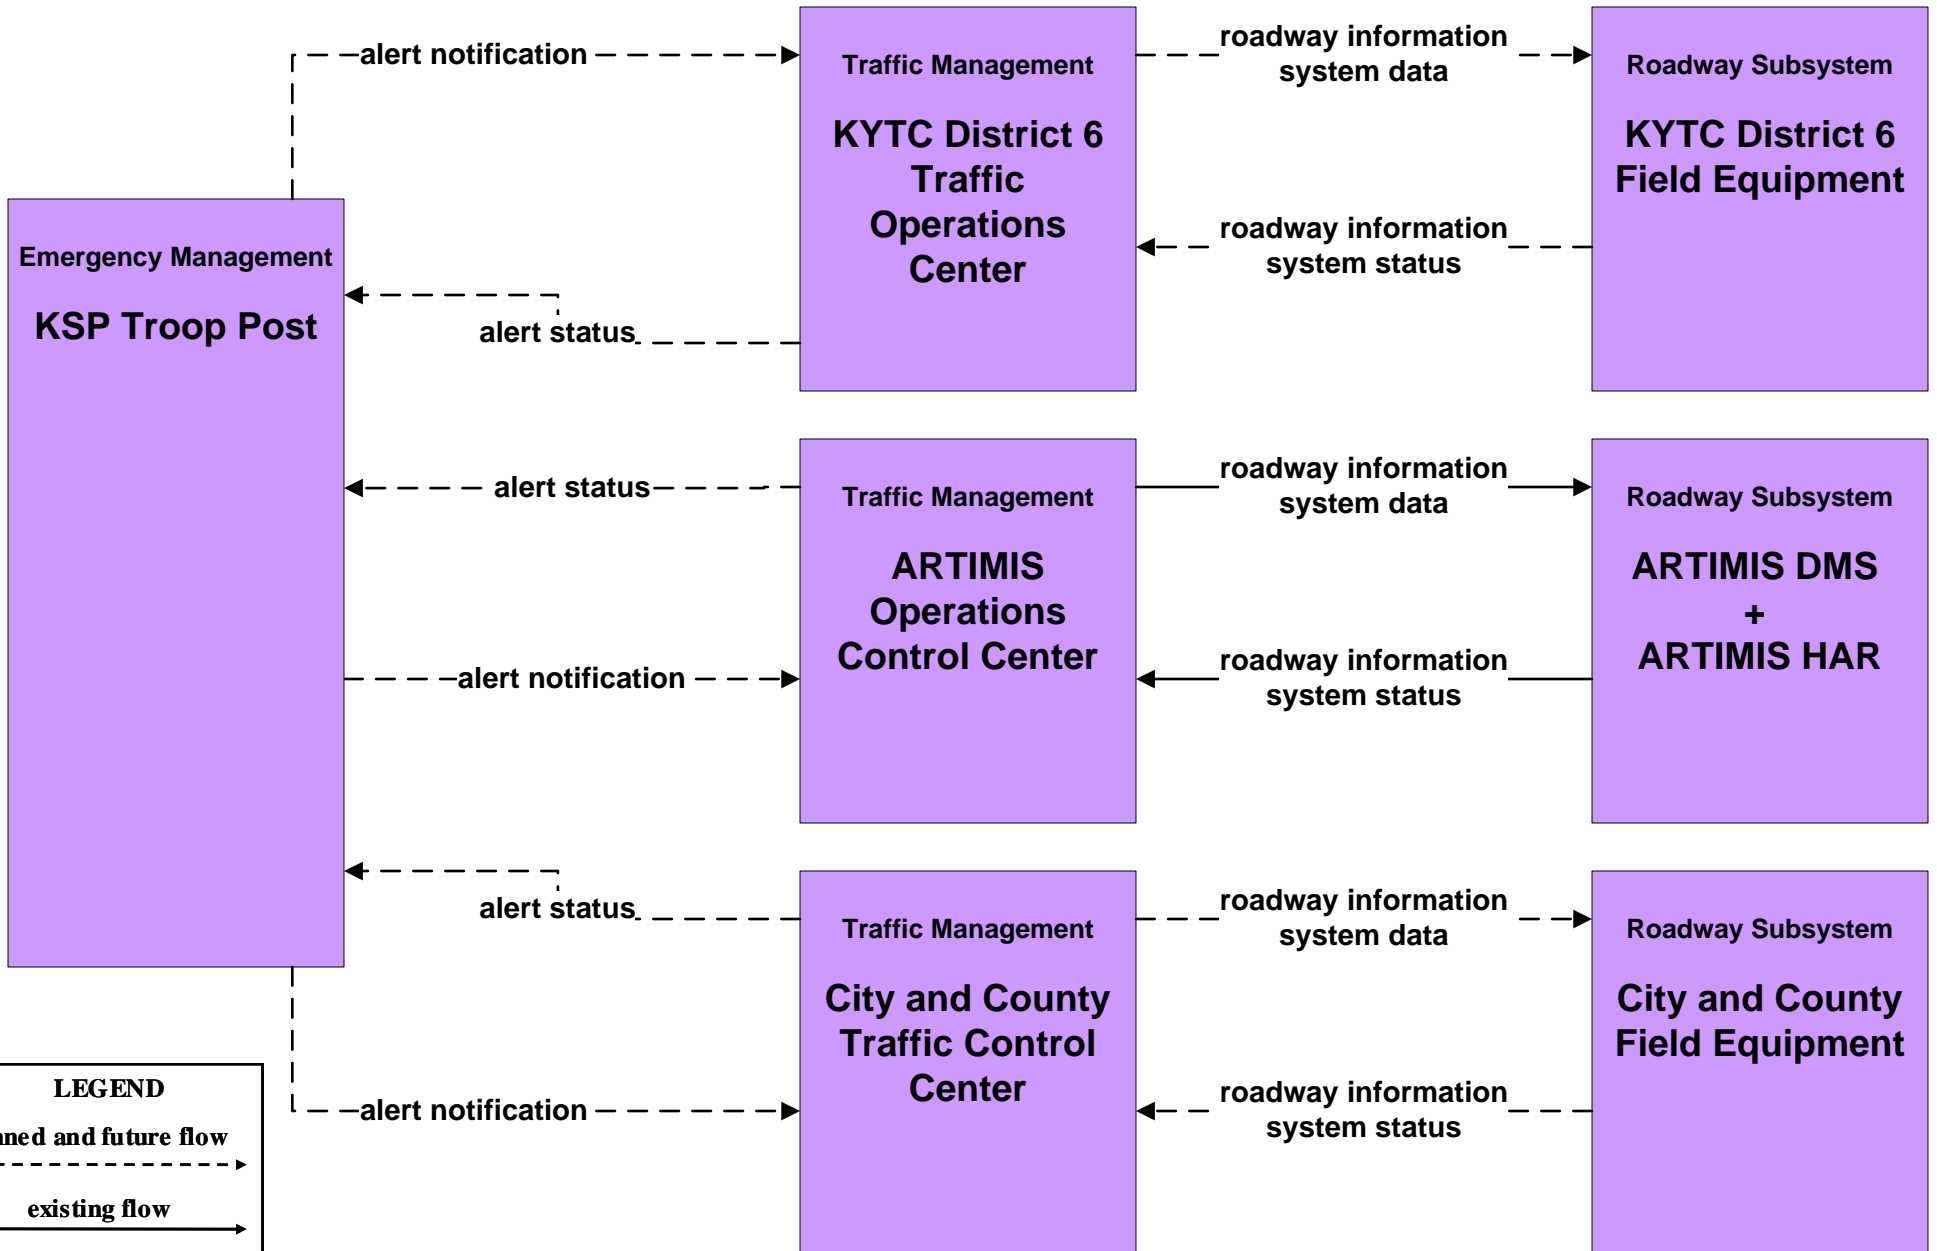 alert notification
Traffic Management
KYTC District 6
Traffic
Operations
Center
roadway information
system data
Roadway Subsystem
KYTC District 6
Field Equipment
roadway information
system status
Emergency Management
KSP Troop Post
alert status
alert status
Traffic Management
ARTIMIS
Operations
Control Center
roadway information
system data
Roadway Subsystem
ARTIMIS DMS
+
ARTIMIS HAR
alert notification
roadway information
system status
alert status
Traffic Management
City and County
Traffic Control
Center
roadway information
system data
Roadway Subsystem
City and County
Field Equipment
alert notification
roadway information
system status
LEGEND
and future flow
existing flow